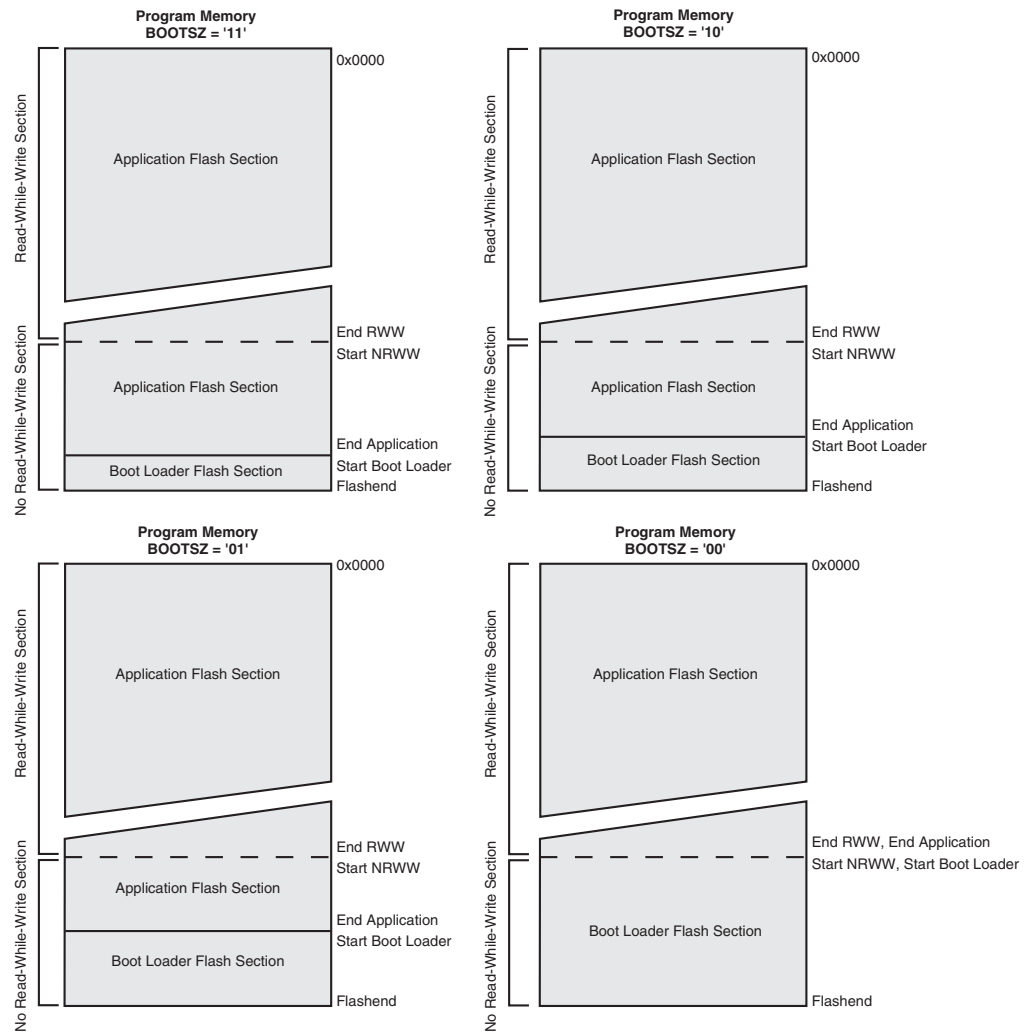 Program Memory
BOOTSZ = '11'
0x0000
Read-While-Write Section
Application Flash Section
End RWW
Start NRWW
No Read-While-Write Section
Application Flash Section
End Application
Start Boot Loader
Boot Loader Flash Section
Flashend
Program Memory
BOOTSZ = '10'
0x0000
Read-While-Write Section
Application Flash Section
End RWW
Start NRWW
No Read-While-Write Section
Application Flash Section
End Application
Start Boot Loader
Boot Loader Flash Section
Flashend
Program Memory
BOOTSZ = '01'
0x0000
Read-While-Write Section
Application Flash Section
End RWW
Start NRWW
No Read-While-Write Section
Application Flash Section
End Application
Start Boot Loader
Boot Loader Flash Section
Flashend
Program Memory
BOOTSZ = '00'
0x0000
Read-While-Write Section
Application Flash Section
End RWW, End Application
Start NRWW, Start Boot Loader
No Read-While-Write Section
Boot Loader Flash Section
Flashend